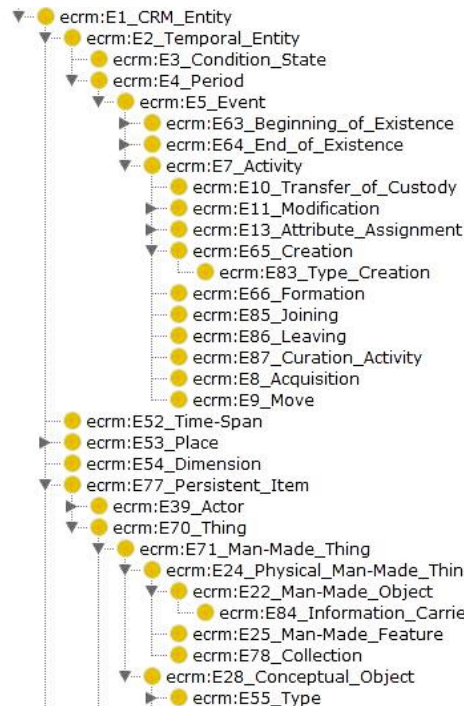 ecrm:E1_CRM_Entity
ecrm:E2_Temporal_Entity
ecrm:E3_Condition_State
ecrm:E4_Period
ecrm:E5_Event
ecrm:E63_Beginning_of_Existence
ecrm:E64_End_of_Existence
ecrm:E7_Activity
ecrm:E10_Transfer_of_Custody
ecrm:E11_Modification
ecrm:E13_Attribute_Assignment
ecrm:E65_Creation
ecrm:E83_Type_Creation
ecrm:E66_Formation
ecrm:E85_Joining
ecrm:E86_Leaving
ecrm:E87_Curation_Activity
ecrm:E8_Acquisition
ecrm:E9_Move
ecrm:E52_Time-Span
ecrm:E53_Place
ecrm:E54_Dimension
ecrm:E77_Persistent_Item
ecrm:E39_Actor
ecrm:E70_Thing
ecrm:E71_Man-Made_Thing
ecrm:E24_Physical_Man-Made_Thin
ecrm:E22_Man-Made_Object
ecrm:E84_Information_Carrie
ecrm:E25_Man-Made_Feature
ecrm:E78_Collection
ecrm:E28_Conceptual_Object
ecrm:E55_Type